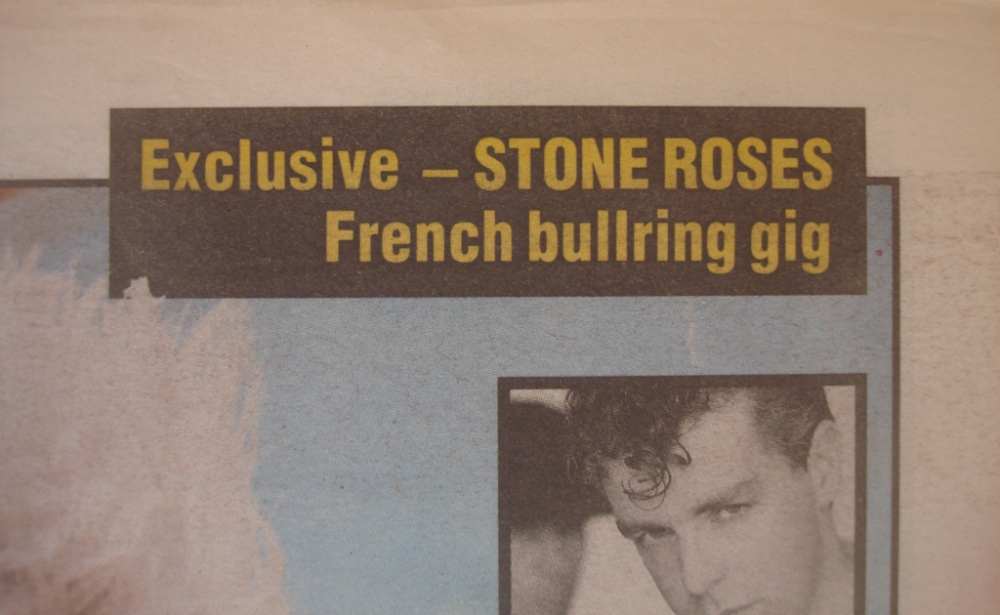 Exclusive – STONE ROSES
French bullring gig